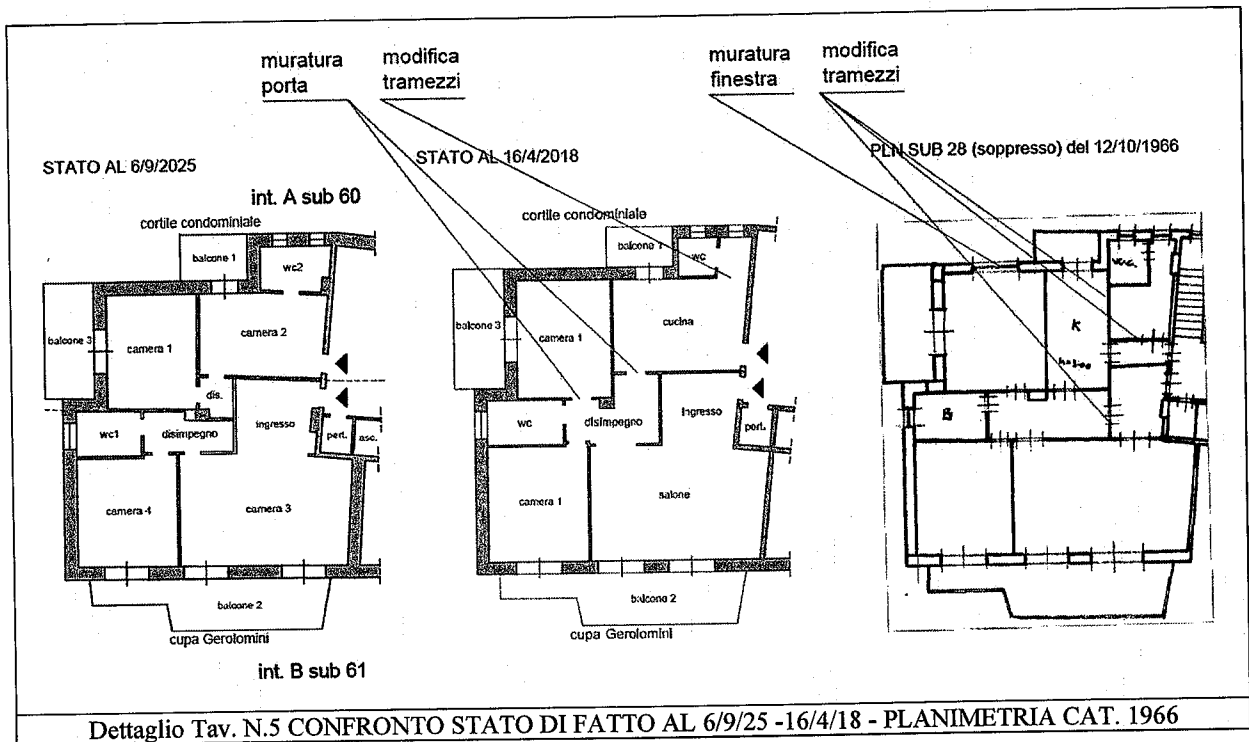 muratura
porta
modifica
tramezzi
muratura
finestra
modifica
tramezzi
STATO AL 6/9/2025
STATO AL 16/4/2018
PLN SUB 28 (soppresso) del 12/10/1966
int. A sub 60
cortile condominiale
balcone 1
wc2
balcone 3
camera 1
camera 2
dis.
wc1
disimpegno
ingresso
pert.
asc.
camera 4
camera 3
balcone 2
cupa Gerolomini
int. B sub 61
cortile condominiale
balcone 1
wc
balcone 3
camera 1
cucina
wc
disimpegno
Ingresso
pert.
camera 1
salone
balcone 2
cupa Gerolomini
K
B
Dettaglio Tav. N.5 CONFRONTO STATO DI FATTO AL 6/9/25 -16/4/18 - PLANIMETRIA CAT. 1966